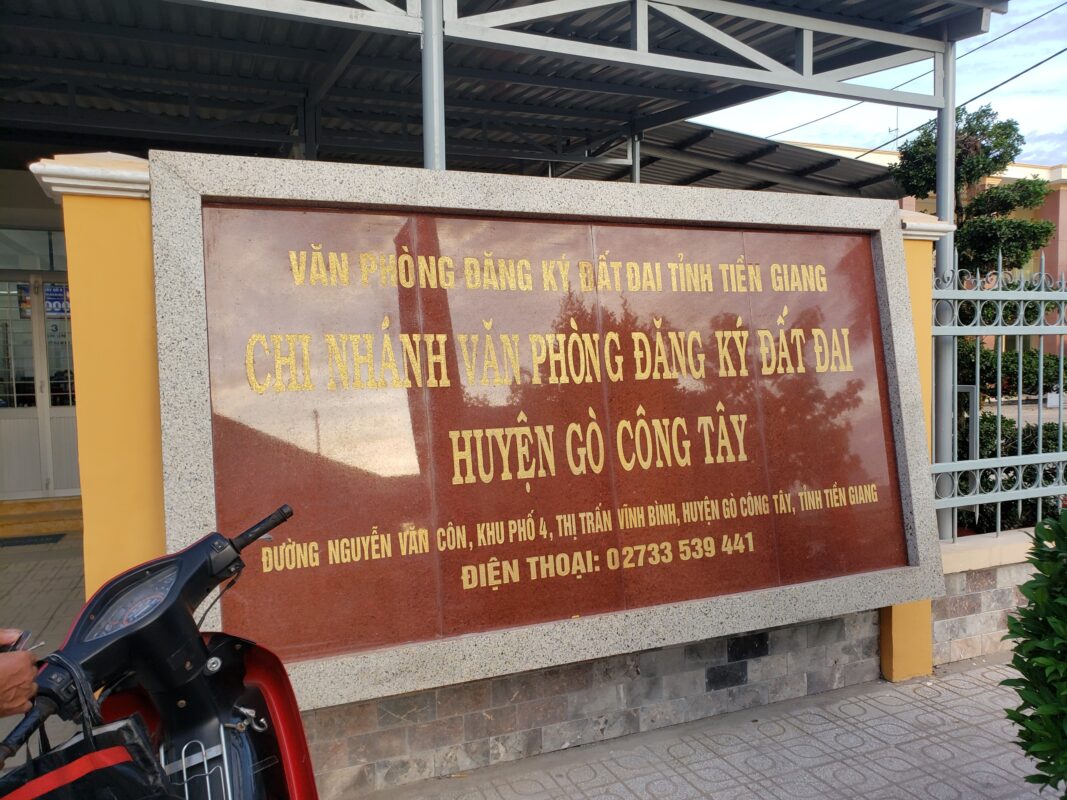 VĂN PHÒNG ĐĂNG KÝ ĐẤT ĐAI TỈNH TIỀN GIANG
CHI NHÁNH VĂN PHÒNG ĐĂNG KÝ ĐẤT ĐAI
HUYỆN GÒ CÔNG TÂY
ĐƯỜNG NGUYỄN VĂN CÔN, KHU PHỐ 4, THỊ TRẤN VĨNH BÌNH, HUYỆN GÒ CÔNG TÂY, TỈNH TIỀN GIANG
ĐIỆN THOẠI: 02733 539 441